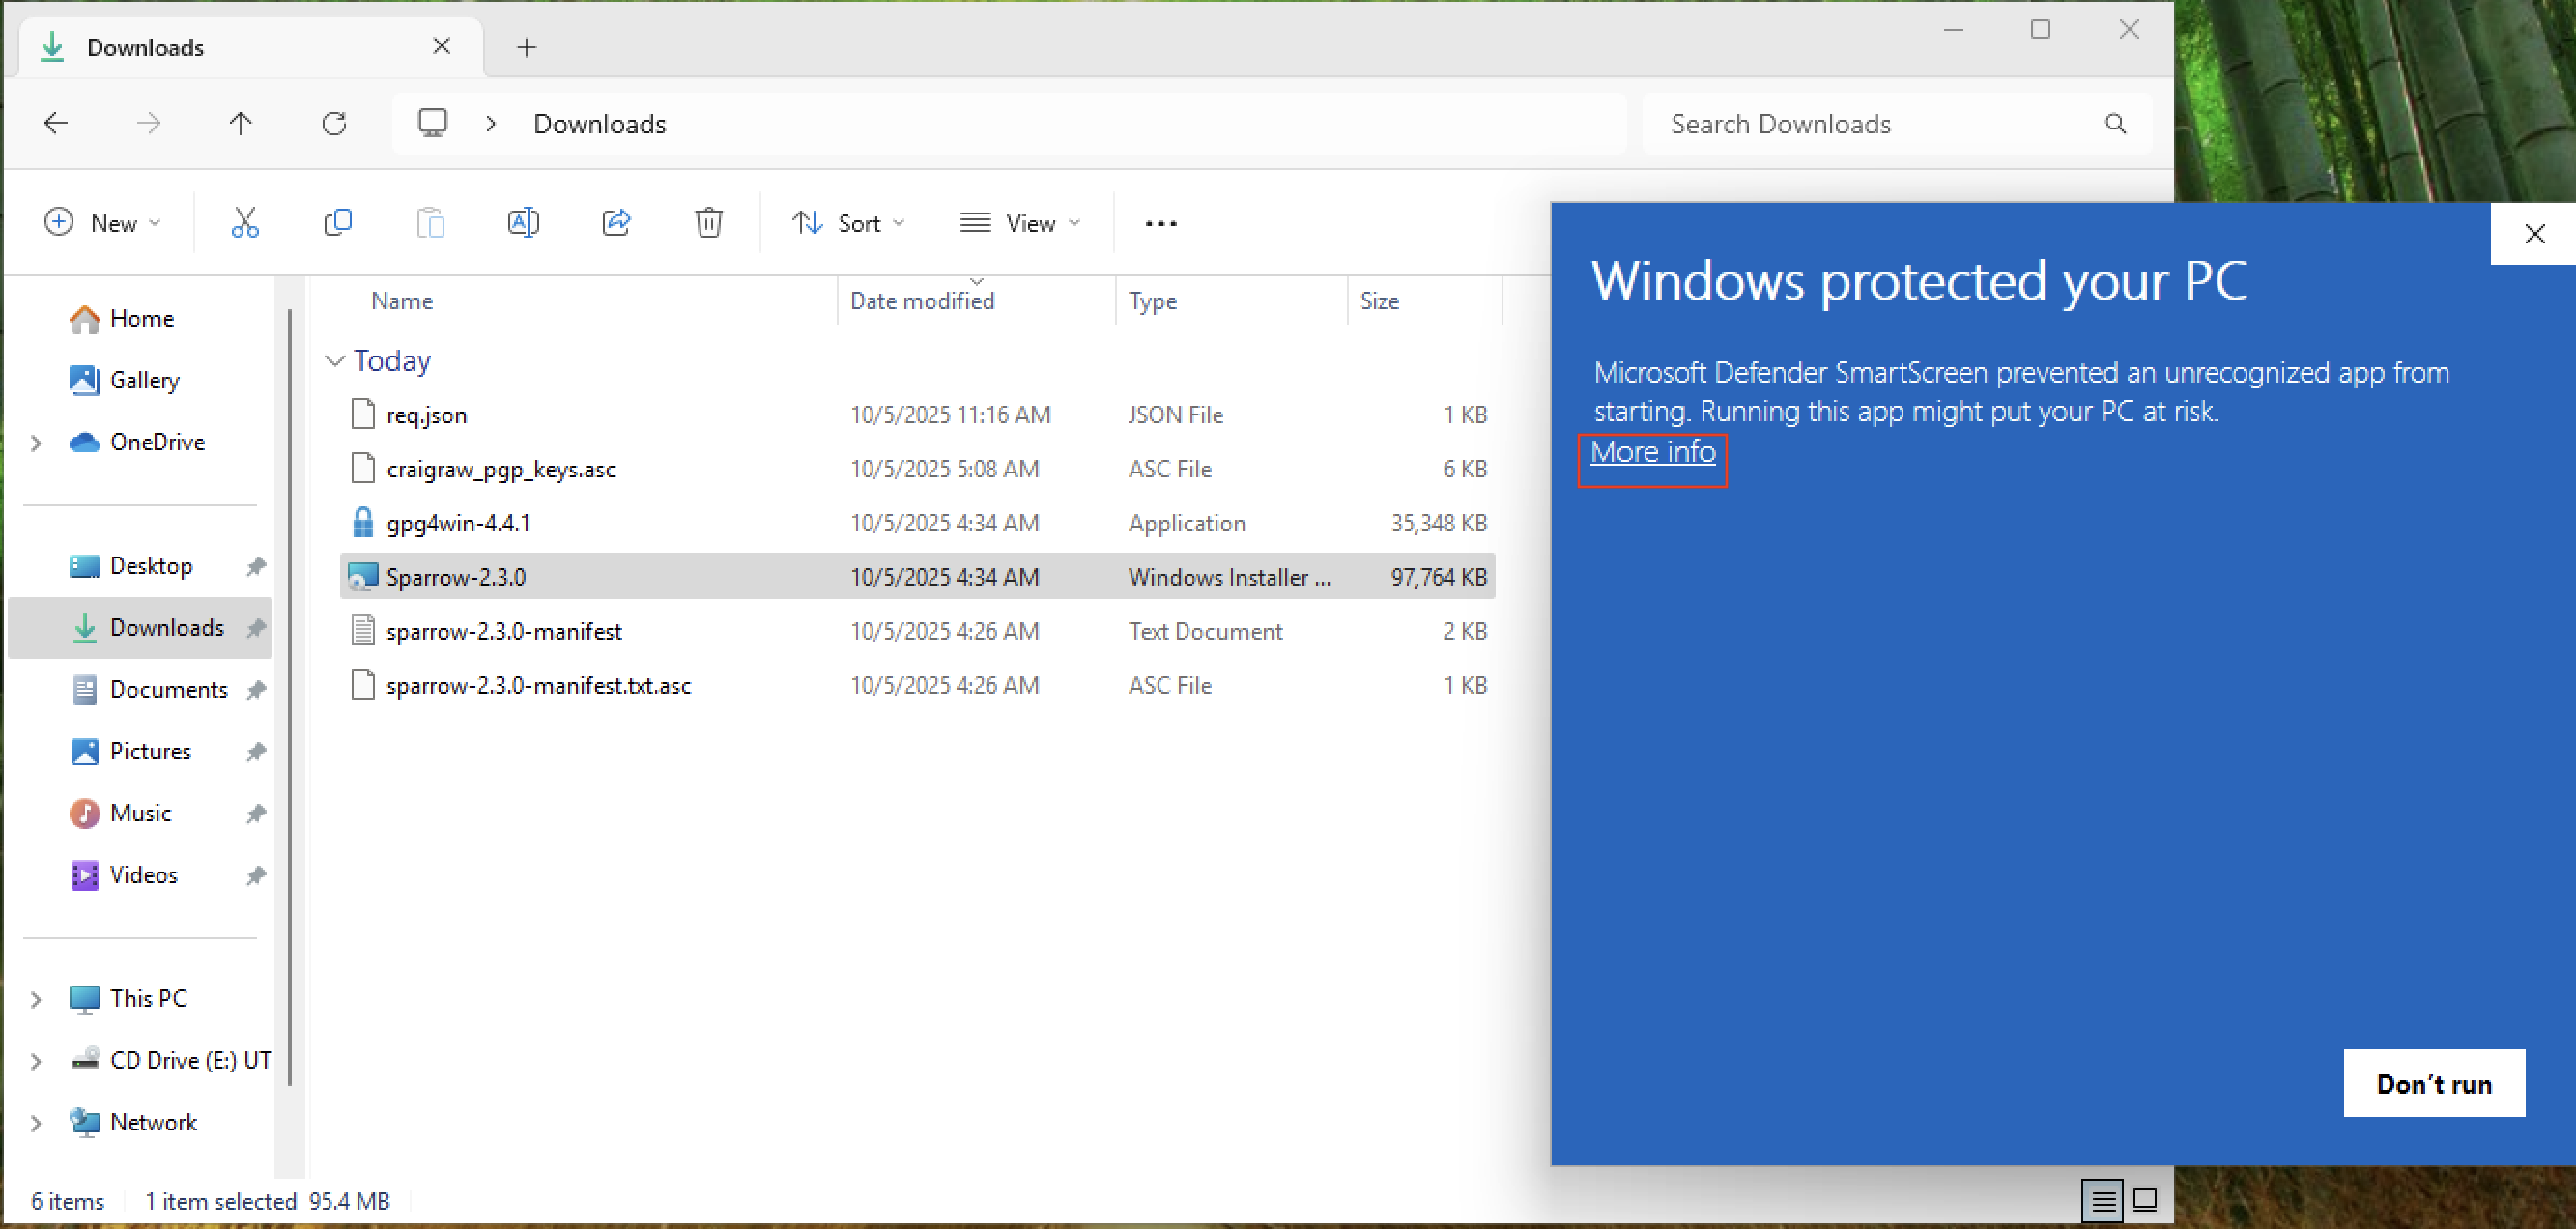 Downloads
Downloads
Search Downloads
New
Sort
View
Name Date modified Type Size
Today
req.json 10/5/2025 11:16 AM JSON File 1 KB
craigraw_pgp_keys.asc 10/5/2025 5:08 AM ASC File 6 KB
gpg4win-4.4.1 10/5/2025 4:34 AM Application 35,348 KB
Sparrow-2.3.0 10/5/2025 4:34 AM Windows Installer ... 97,764 KB
sparrow-2.3.0-manifest 10/5/2025 4:26 AM Text Document 2 KB
sparrow-2.3.0-manifest.txt.asc 10/5/2025 4:26 AM ASC File 1 KB
Home
Gallery
OneDrive
Desktop
Downloads
Documents
Pictures
Music
Videos
This PC
CD Drive (E:) UT
Network
6 items 1 item selected 95.4 MB
Windows protected your PC
Microsoft Defender SmartScreen prevented an unrecognized app from
starting. Running this app might put your PC at risk.
More info
Don't run